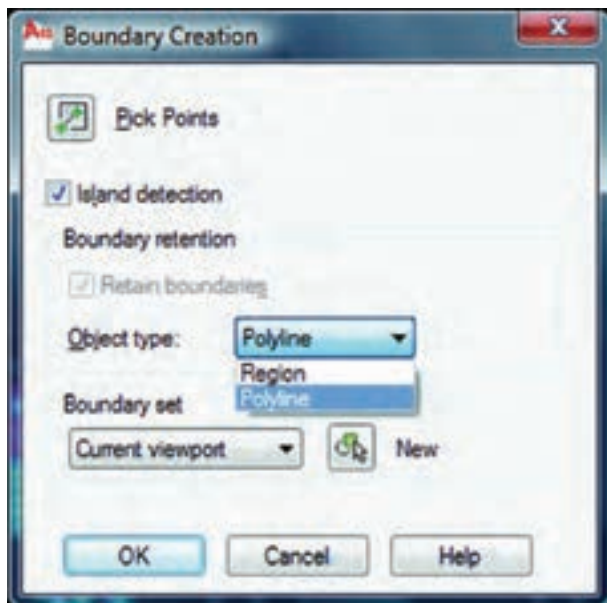 Boundary Creation
Pick Points
Island detection
Boundary retention
Retain boundaries
Object type: Polyline
Region
Polyline
Boundary set
Current viewport New
OK Cancel Help